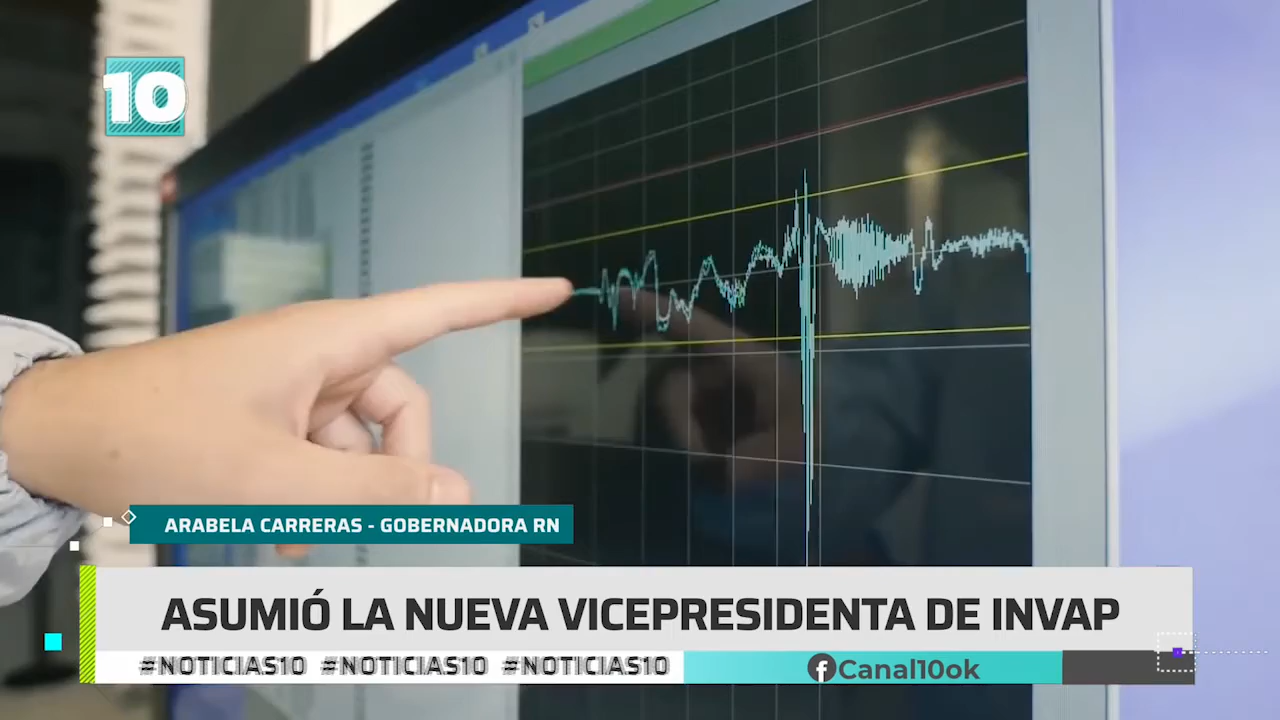 10
ARABELA CARRERAS - GOBERNADORA RN
ASUMIÓ LA NUEVA VICEPRESIDENTA DE INVAP
#NOTICIAS10 #NOTICIAS10 #NOTICIAS10
Canal10ok